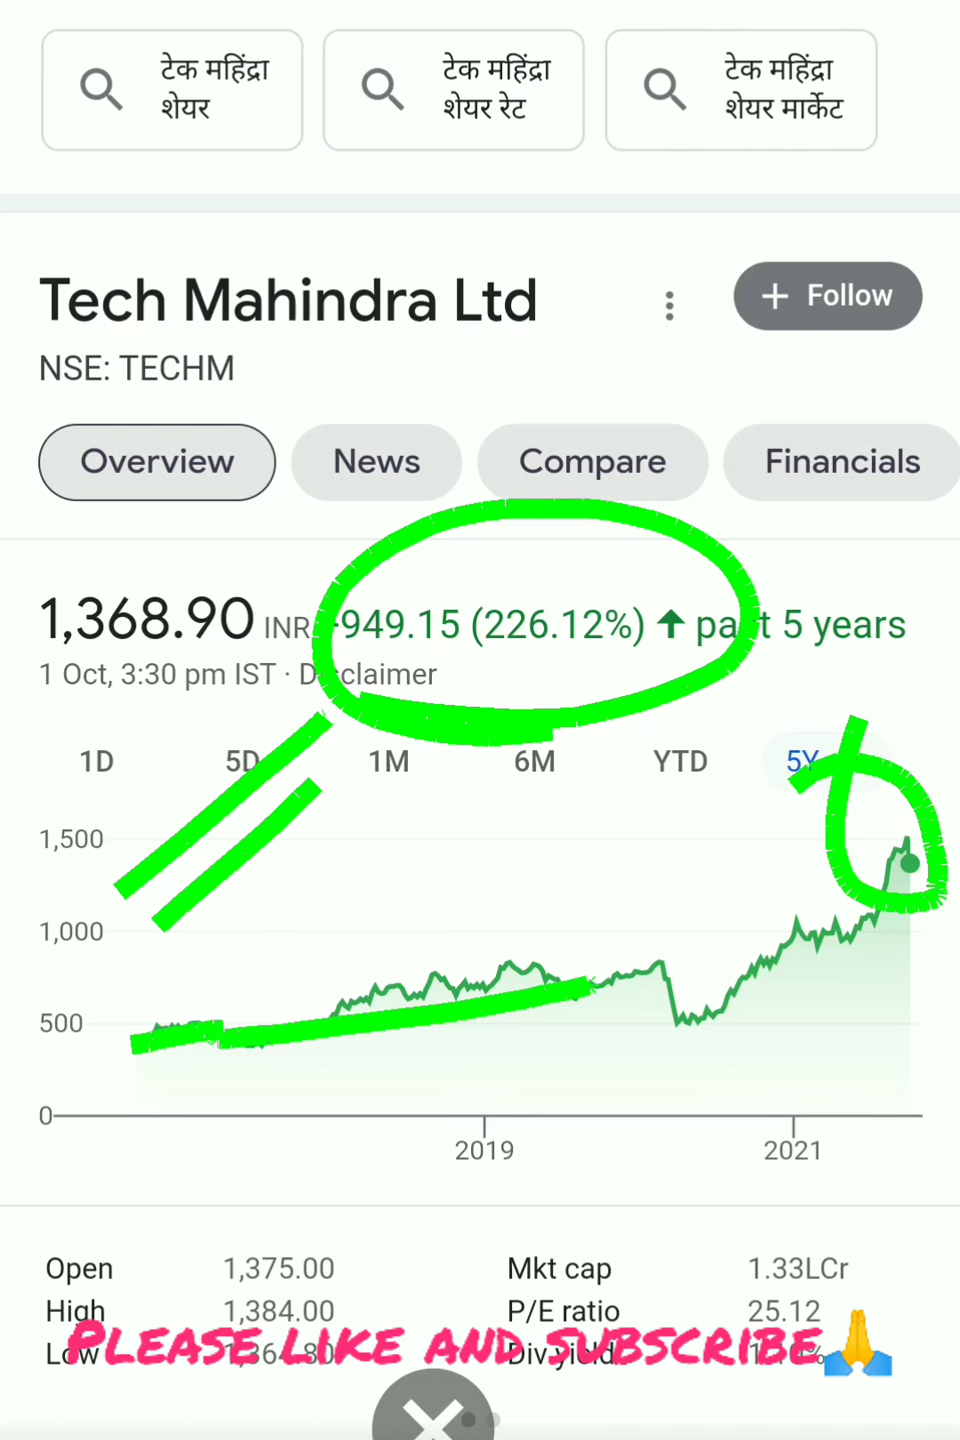 टेक महिंद्रा
शेयर
टेक महिंद्रा
शेयर रेट
टेक महिंद्रा
शेयर मार्केट
Tech Mahindra Ltd
+ Follow
NSE: TECHM
Overview News Compare Financials
1,368.90 INR 949.15 (226.12%) ↑ past 5 years
1 Oct, 3:30 pm IST · Disclaimer
1D 5D 1M 6M YTD 5Y
1,500
1,000
500
0
2019 2021
Open 1,375.00 Mkt cap 1.33LCr
High 1,384.00 P/E ratio 25.12
Low 1,364.80 Div yield
Please like and subscribe🙏